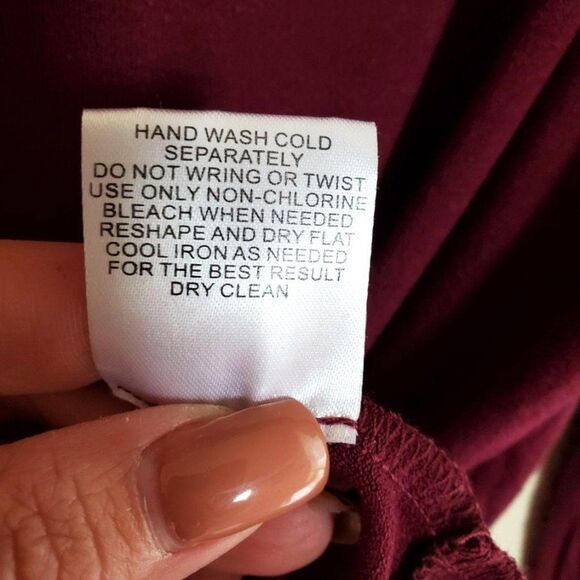 HAND WASH COLD
SEPARATELY
DO NOT WRING OR TWIST
USE ONLY NON-CHLORINE
BLEACH WHEN NEEDED
RESHAPE AND DRY FLAT
COOL IRON AS NEEDED
FOR THE BEST RESULT
DRY CLEAN